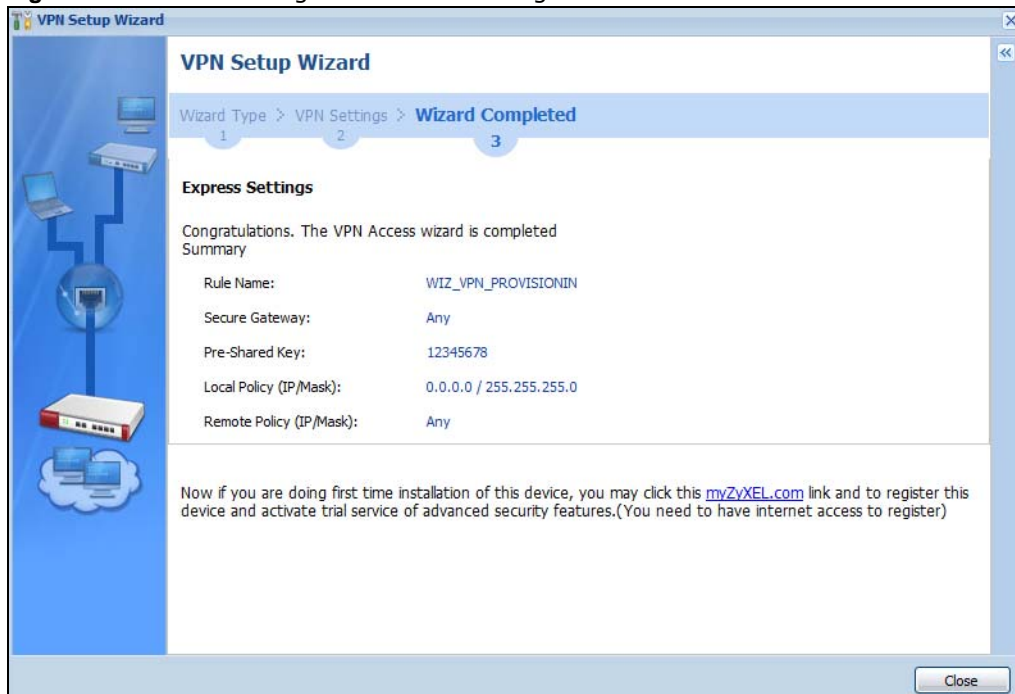 VPN Setup Wizard
VPN Setup Wizard
Wizard Type > VPN Settings > Wizard Completed
1 2 3
Express Settings
Congratulations. The VPN Access wizard is completed
Summary
Rule Name: WIZ_VPN_PROVISIONIN
Secure Gateway: Any
Pre-Shared Key: 12345678
Local Policy (IP/Mask): 0.0.0.0 / 255.255.255.0
Remote Policy (IP/Mask): Any
Now if you are doing first time installation of this device, you may click this myZyXEL.com link and to register this
device and activate trial service of advanced security features.(You need to have internet access to register)
Close